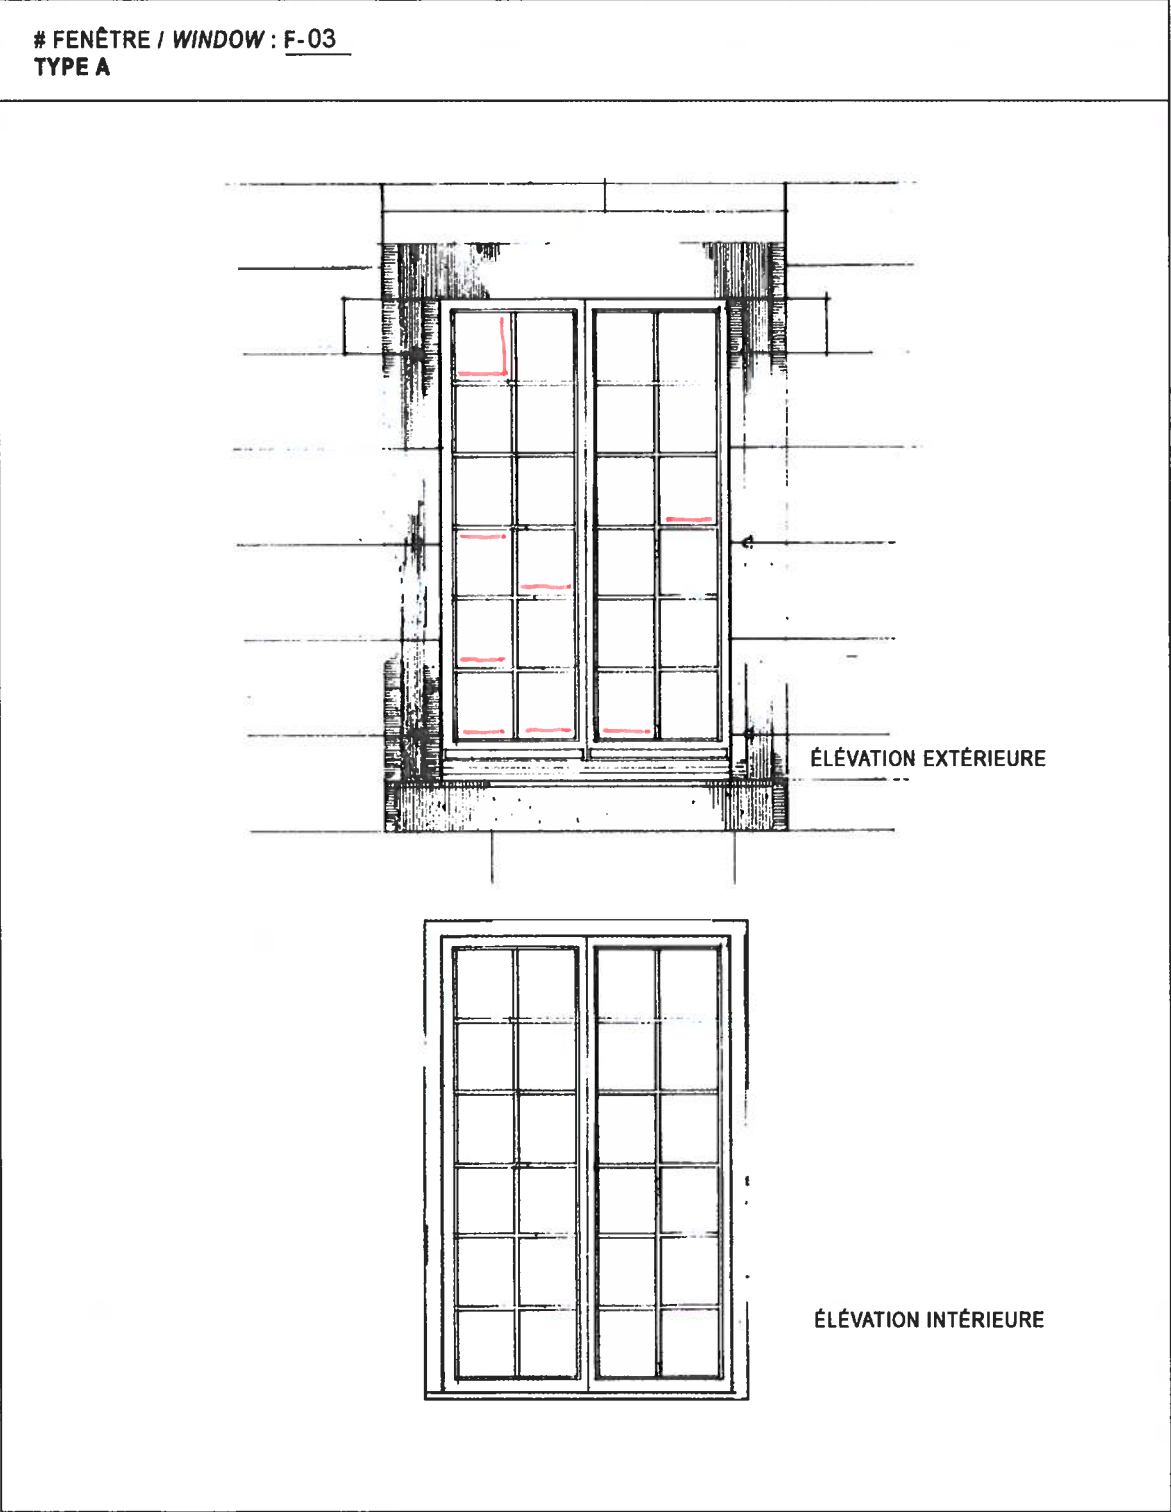 # FENÊTRE / WINDOW : F-03
TYPE A
ÉLÉVATION EXTÉRIEURE
ÉLÉVATION INTÉRIEURE